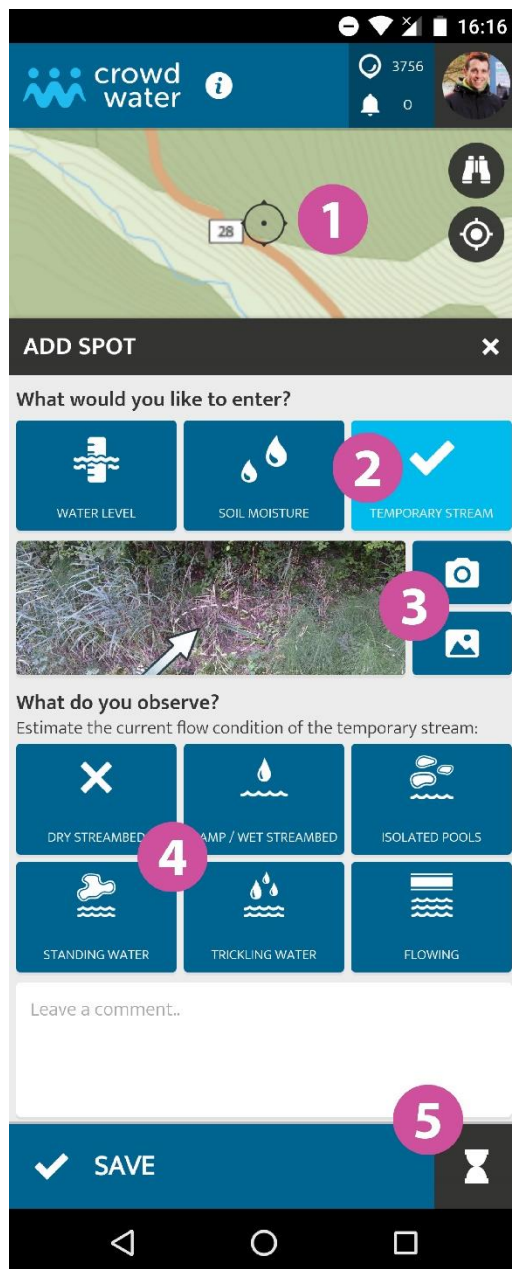 16:16
crowd
water
i
3756
0
28
1
ADD SPOT
What would you like to enter?
2
WATER LEVEL
SOIL MOISTURE
TEMPORARY STREAM
3
What do you observe?
Estimate the current flow condition of the temporary stream:
DRY STREAMBED
AMP / WET STREAMBED
ISOLATED POOLS
4
STANDING WATER
TRICKLING WATER
FLOWING
Leave a comment..
5
SAVE